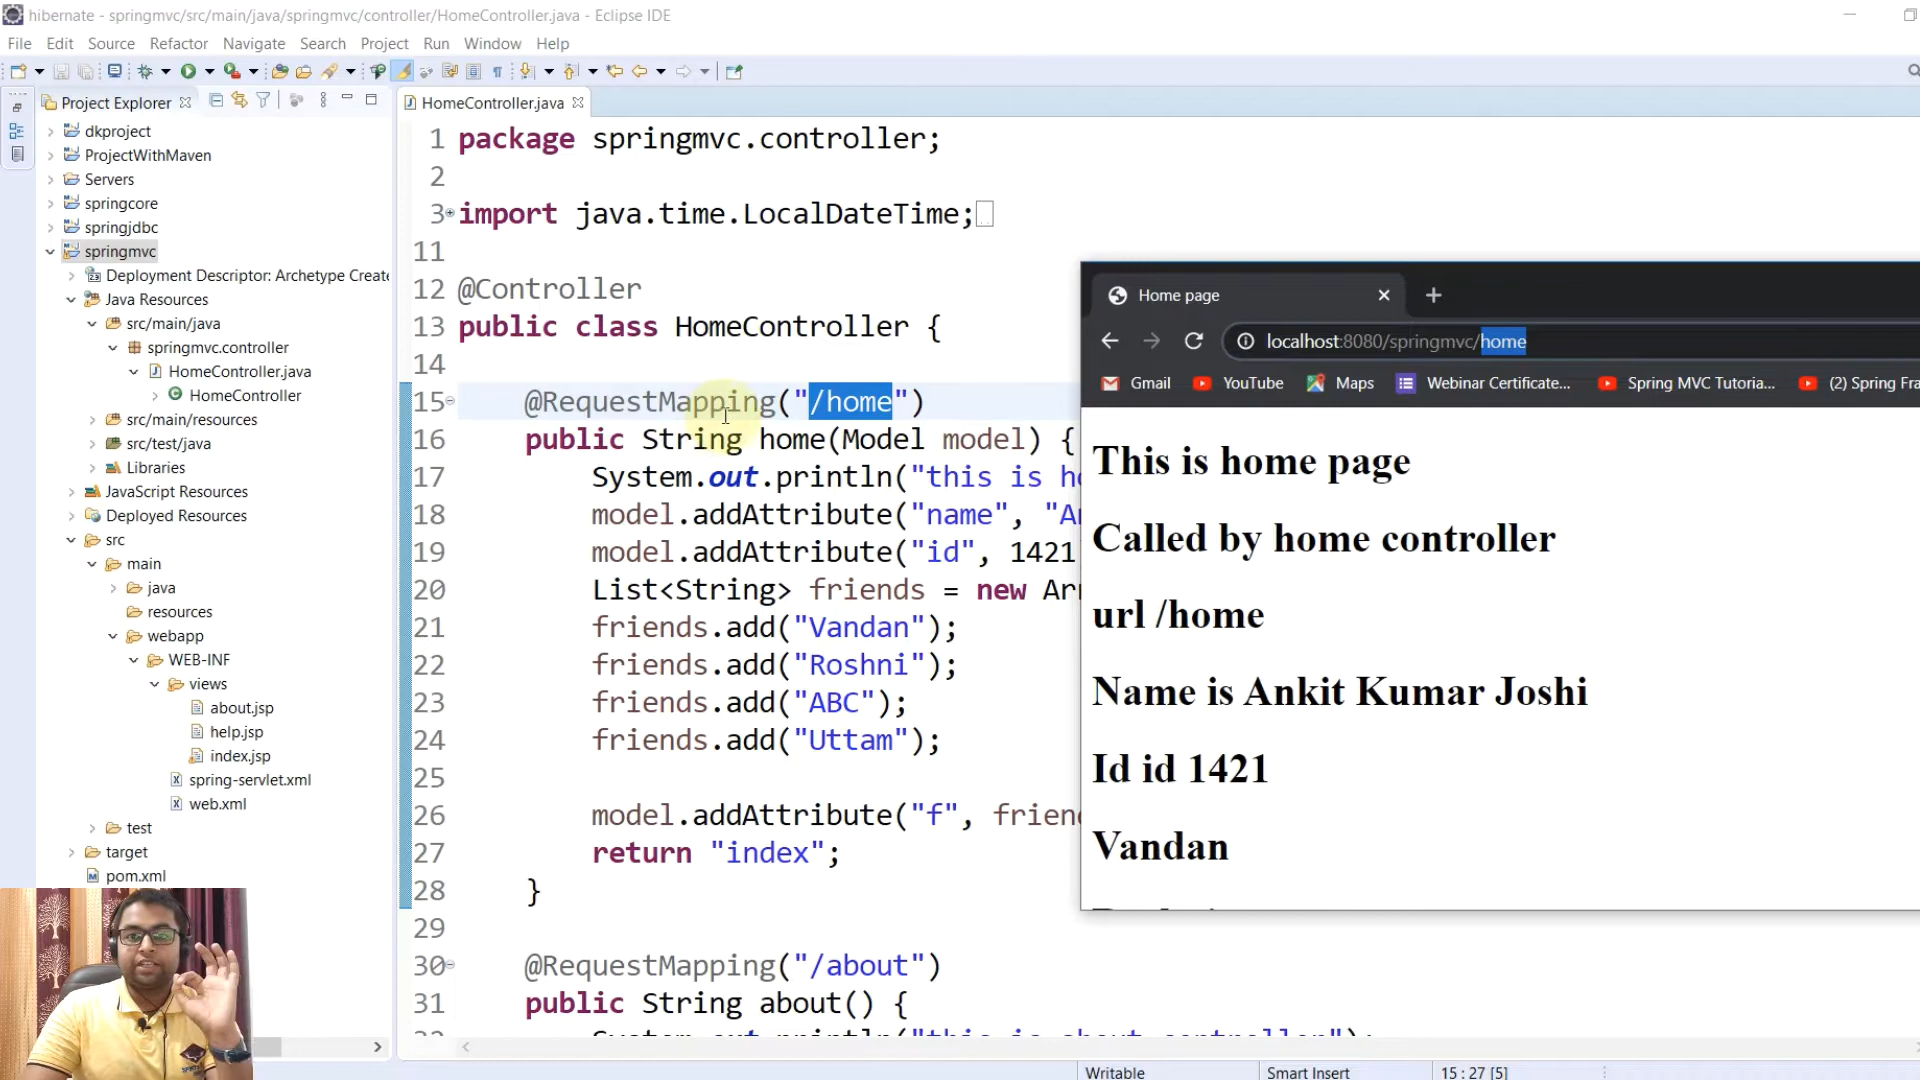 hibernate - springmvc/src/main/java/springmvc/controller/HomeController.java - Eclipse IDE
File Edit Source Refactor Navigate Search Project Run Window Help
Project Explorer
dkproject
ProjectWithMaven
Servers
springcore
springjdbc
springmvc
Deployment Descriptor: Archetype Create
Java Resources
src/main/java
springmvc.controller
HomeController.java
HomeController
src/main/resources
src/test/java
Libraries
JavaScript Resources
Deployed Resources
src
main
java
resources
webapp
WEB-INF
views
about.jsp
help.jsp
index.jsp
spring-servlet.xml
web.xml
test
target
pom.xml
HomeController.java
1 package springmvc.controller;
2
3 import java.time.LocalDateTime;
11
12 @Controller
13 public class HomeController {
14
15 @RequestMapping("/home")
16 public String home(Model model) {
17 System.out.println("this is h
18 model.addAttribute("name", "A
19 model.addAttribute("id", 1421
20 List<String> friends = new Ar
21 friends.add("Vandan");
22 friends.add("Roshni");
23 friends.add("ABC");
24 friends.add("Uttam");
25
26 model.addAttribute("f", frien
27 return "index";
28 }
29
30 @RequestMapping("/about")
31 public String about() {
System.out.println("this is about controller");
Home page
localhost:8080/springmvc/home
Gmail YouTube Maps Webinar Certificate... Spring MVC Tutoria... (2) Spring Fra
This is home page
Called by home controller
url /home
Name is Ankit Kumar Joshi
Id id 1421
Vandan
Writable Smart Insert 15 : 27 [5]